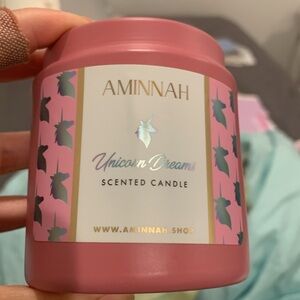 AMINNAH
Unicorn Dreams
SCENTED CANDLE
WWW.AMINNAH.SHOP